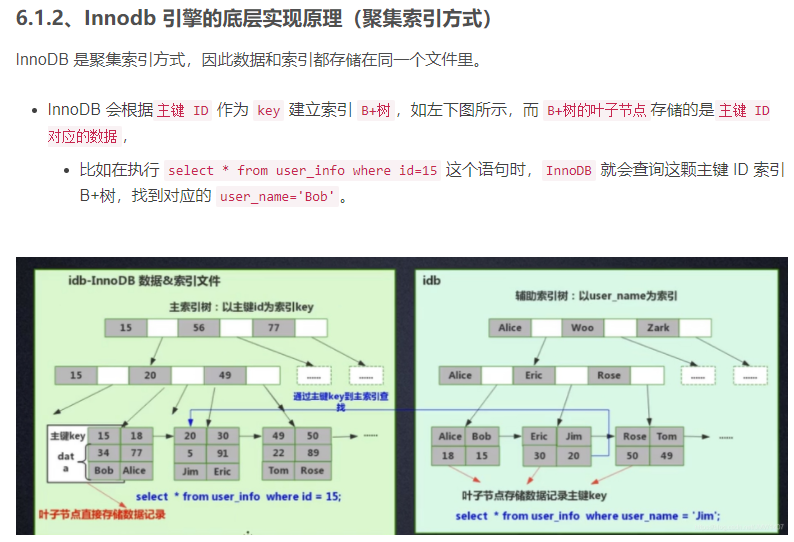 6.1.2、Innodb 引擎的底层实现原理（聚集索引方式）
InnoDB 是聚集索引方式，因此数据和索引都存储在同一个文件里。
InnoDB 会根据 主键 ID 作为 key 建立索引 B+树，如左下图所示，而 B+树的叶子节点 存储的是 主键 ID
对应的数据，
比如在执行 select * from user_info where id=15 这个语句时， InnoDB 就会查询这颗主键 ID 索引
B+树，找到对应的 user_name='Bob'。
idb-InnoDB 数据&索引文件
主索引树：以主键id为索引key
15 56 77
15 20 49 ...... ......
通过主键key到主索引查
找
主键key 15 18 20 30 49 50 ......
dat
a
34 77 5 91 22 89
Bob Alice Jim Eric Tom Rose
select * from user_info where id = 15;
叶子节点直接存储数据记录
idb
辅助索引树：以user_name为索引
Alice Woo Zark
Alice Eric Rose ...... ......
Alice Bob Eric Jim Rose Tom ......
18 15 30 20 50 49
叶子节点存储数据记录主键key
select * from user_info where user_name = 'Jim';